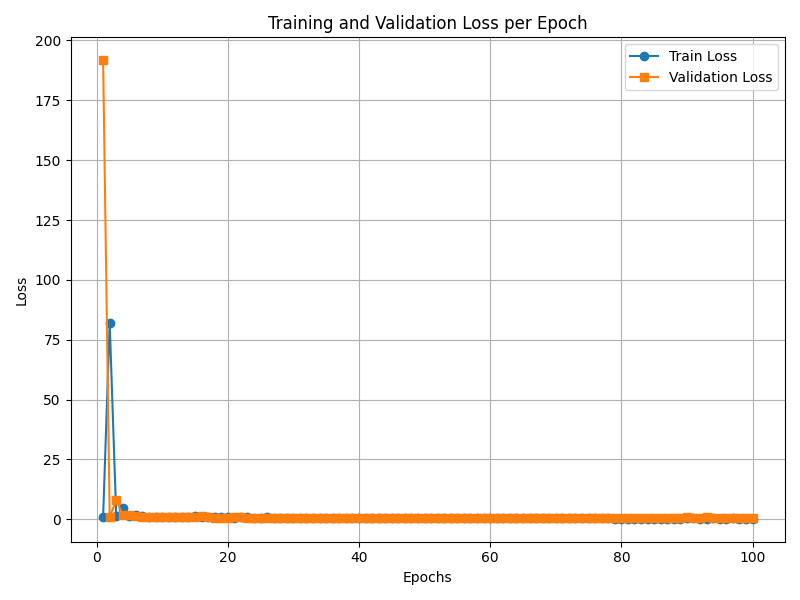 Training and Validation Loss per Epoch
Train Loss
Validation Loss
200
175
150
125
100
75
50
25
0
Loss
0 20 40 60 80 100
Epochs